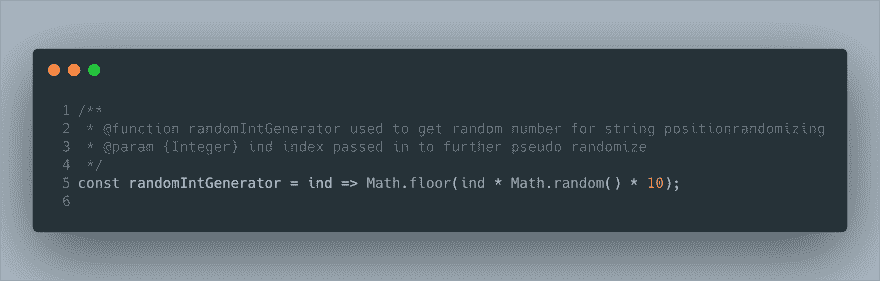 1 /**
2  * @function randomIntGenerator used to get random number for string positionrandomizing
3  * @param {Integer} ind index passed in to further pseudo randomize
4  */
5 const randomIntGenerator = ind => Math.floor(ind * Math.random() * 10);
6